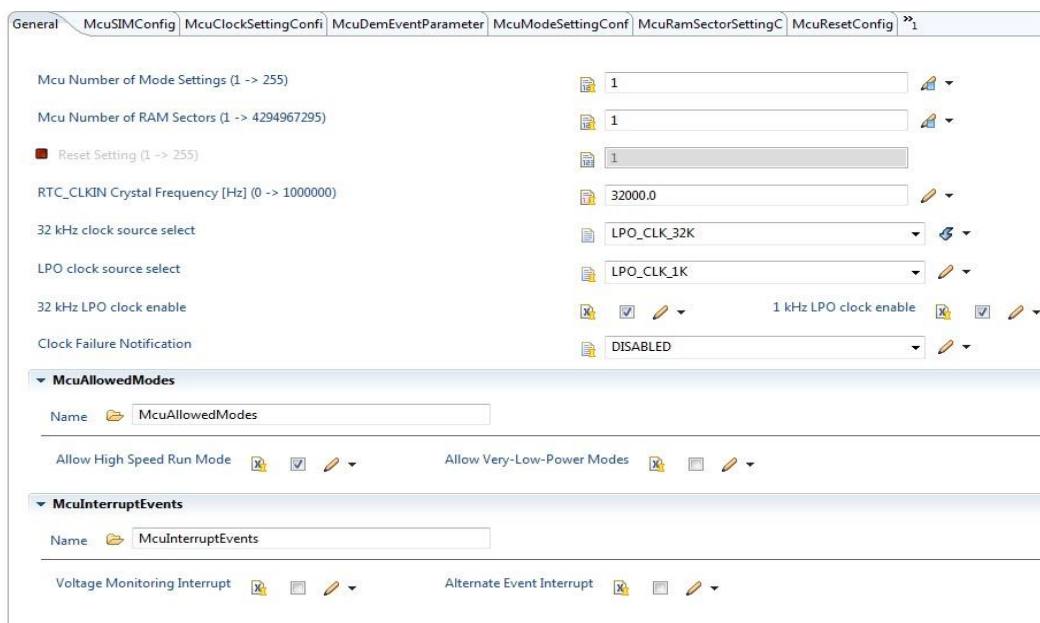 General McuSIMConfig McuClockSettingConfi McuDemEventParameter McuModeSettingConf McuRamSectorSettingC McuResetConfig »1
Mcu Number of Mode Settings (1 -> 255) 1
Mcu Number of RAM Sectors (1 -> 4294967295) 1
Reset Setting (1 -> 255) 1
RTC_CLKIN Crystal Frequency [Hz] (0 -> 1000000) 32000.0
32 kHz clock source select LPO_CLK_32K
LPO clock source select LPO_CLK_1K
32 kHz LPO clock enable 1 kHz LPO clock enable
Clock Failure Notification DISABLED
McuAllowedModes
Name McuAllowedModes
Allow High Speed Run Mode Allow Very-Low-Power Modes
McuInterruptEvents
Name McuInterruptEvents
Voltage Monitoring Interrupt Alternate Event Interrupt